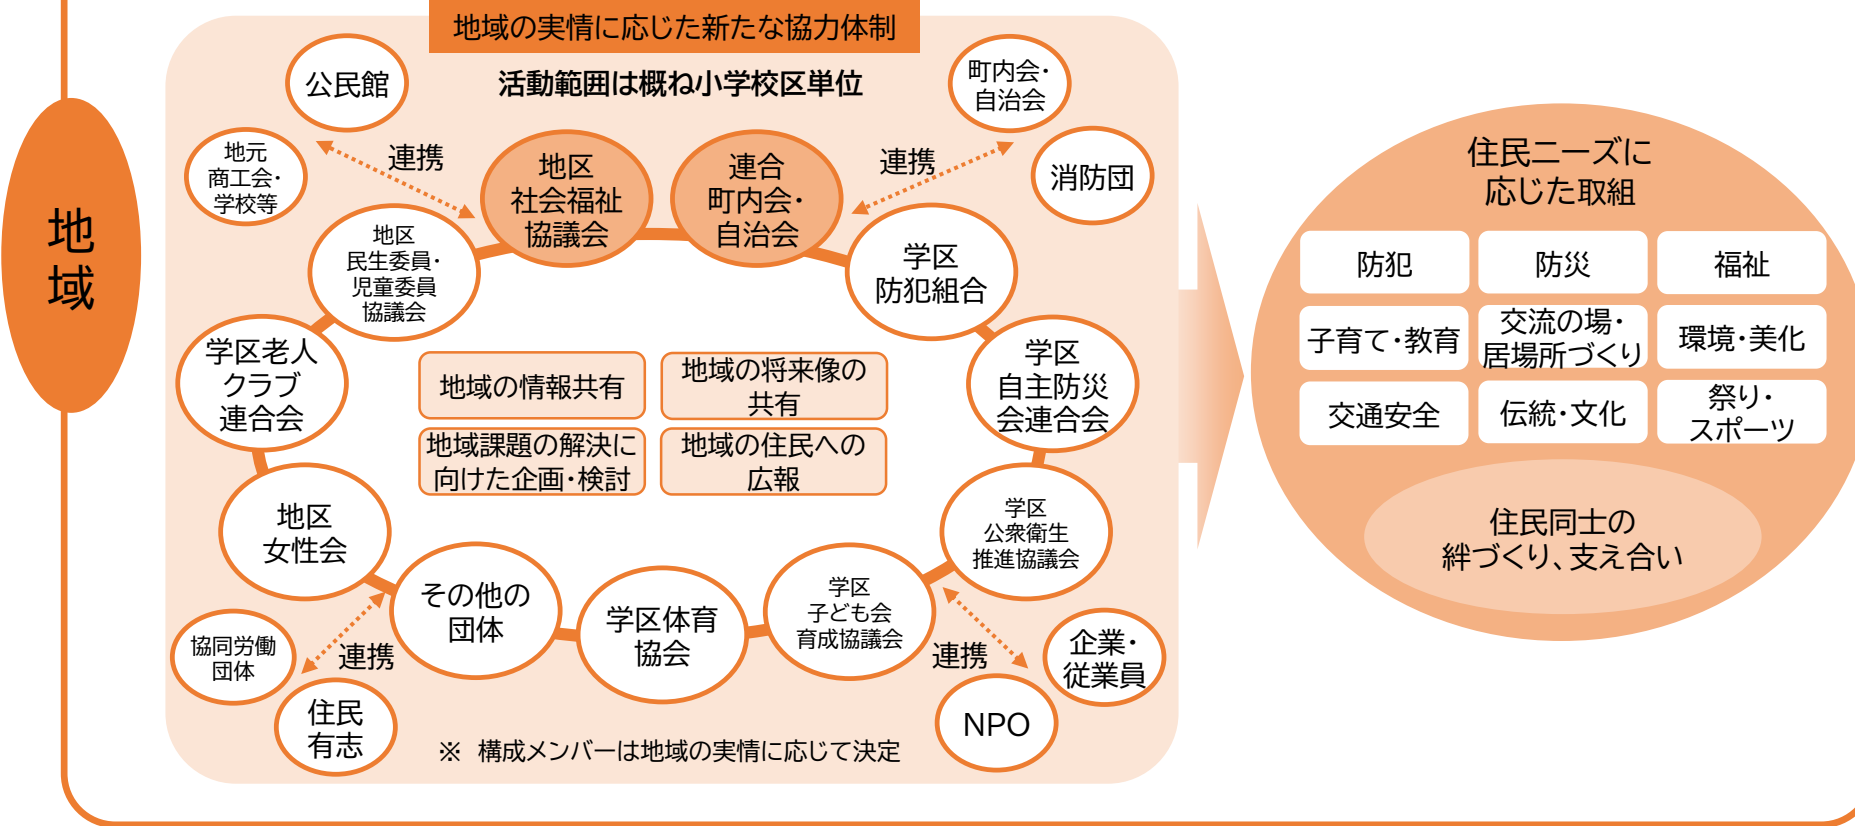 地域の実情に応じた新たな協力体制
活動範囲は概ね小学校区単位
地
域
公民館
地元
商工会・
学校等
連携
地区
社会福祉
協議会
連合
町内会・
自治会
連携
町内会・
自治会
消防団
地区
民生委員・
児童委員
協議会
学区
防犯組合
学区老人
クラブ
連合会
学区
自主防災
会連合会
地域の情報共有
地域の将来像の
共有
地域課題の解決に
向けた企画・検討
地域の住民への
広報
地区
女性会
学区
公衆衛生
推進協議会
その他の
団体
学区体育
協会
学区
子ども会
育成協議会
協同労働
団体
連携
住民
有志
連携
企業・
従業員
NPO
※ 構成メンバーは地域の実情に応じて決定
住民ニーズに
応じた取組
防犯
防災
福祉
子育て・教育
交流の場・
居場所づくり
環境・美化
交通安全
伝統・文化
祭り・
スポーツ
住民同士の
絆づくり、支え合い